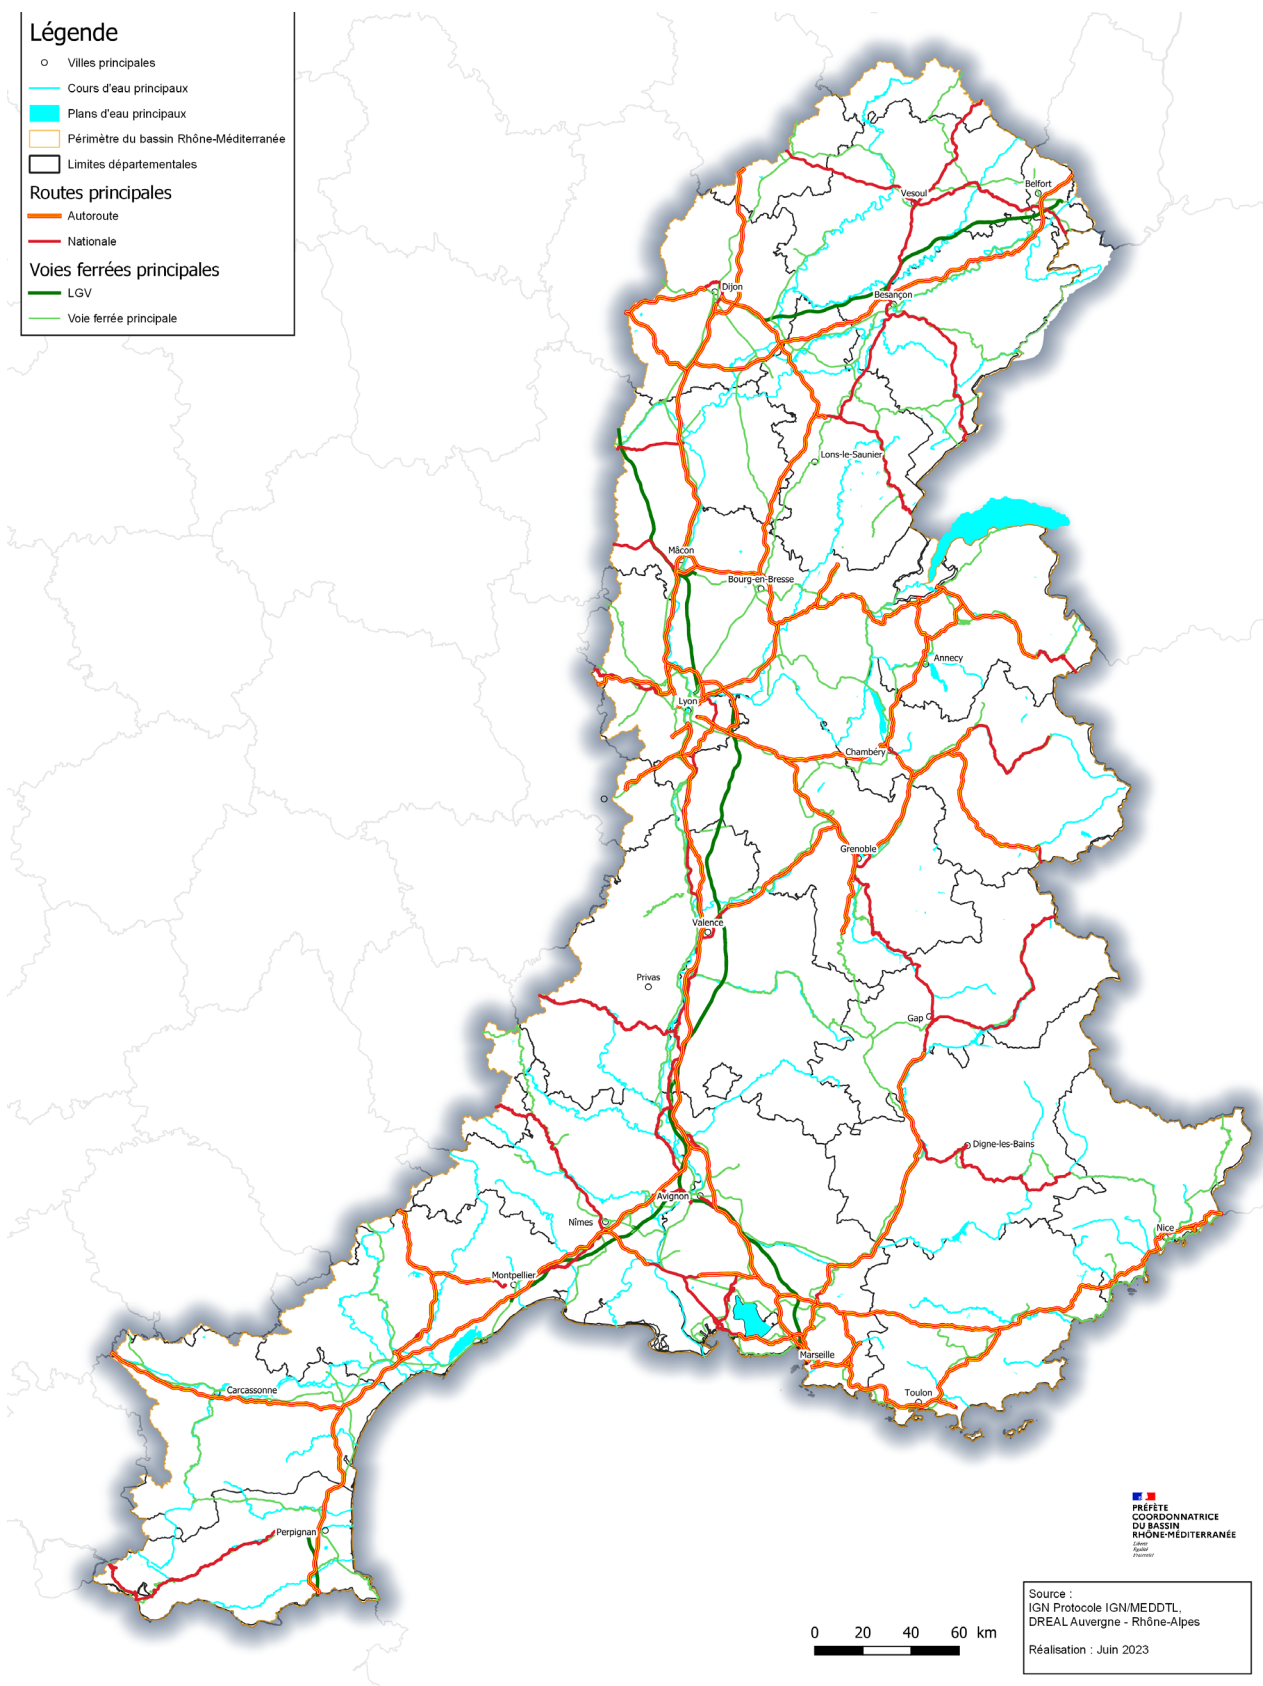 Légende
Villes principales
Cours d'eau principaux
Plans d'eau principaux
Périmètre du bassin Rhône-Méditerranée
Limites départementales
Routes principales
Autoroute
Nationale
Voies ferrées principales
LGV
Voie ferrée principale
Belfort
Vesoul
Dijon
Besançon
Lons-le-Saunier
Mâcon
Bourg-en-Bresse
Annecy
Lyon
Chambéry
Grenoble
Valence
Privas
Gap
Digne-les-Bains
Avignon
Nîmes
Nice
Montpellier
Marseille
Carcassonne
Toulon
Perpignan
PRÉFÈTE
COORDONNATRICE
DU BASSIN
RHÔNE-MÉDITERRANÉE
Liberté
Égalité
Fraternité
Source :
IGN Protocole IGN/MEDDTL,
DREAL Auvergne - Rhône-Alpes
Réalisation : Juin 2023
0 20 40 60 km